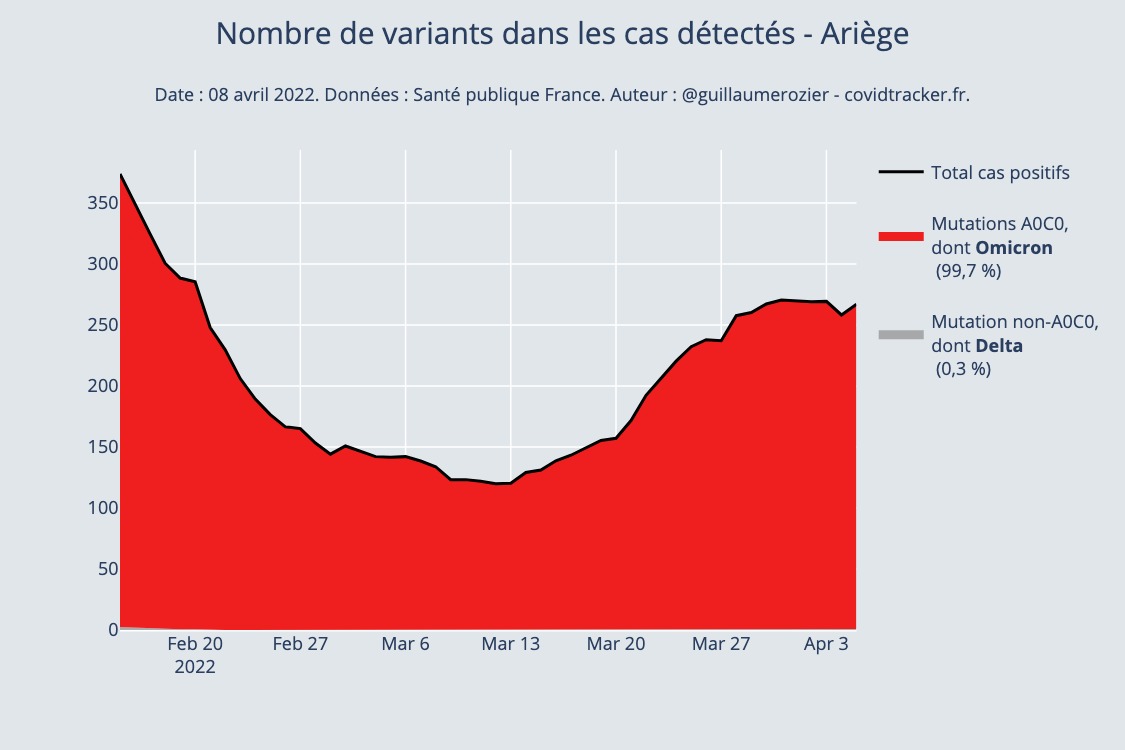 Nombre de variants dans les cas détectés - Ariège
Date : 08 avril 2022. Données : Santé publique France. Auteur : @guillaumerozier - covidtracker.fr.
Total cas positifs
Mutations A0C0,
dont Omicron
(99,7 %)
Mutation non-A0C0,
dont Delta
(0,3 %)
350
300
250
200
150
100
50
0
Feb 20
2022
Feb 27
Mar 6
Mar 13
Mar 20
Mar 27
Apr 3